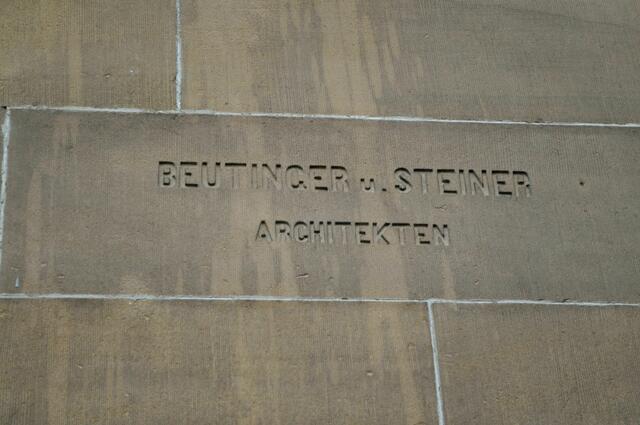 BEUTINGER u. STEINER
ARCHITEKTEN